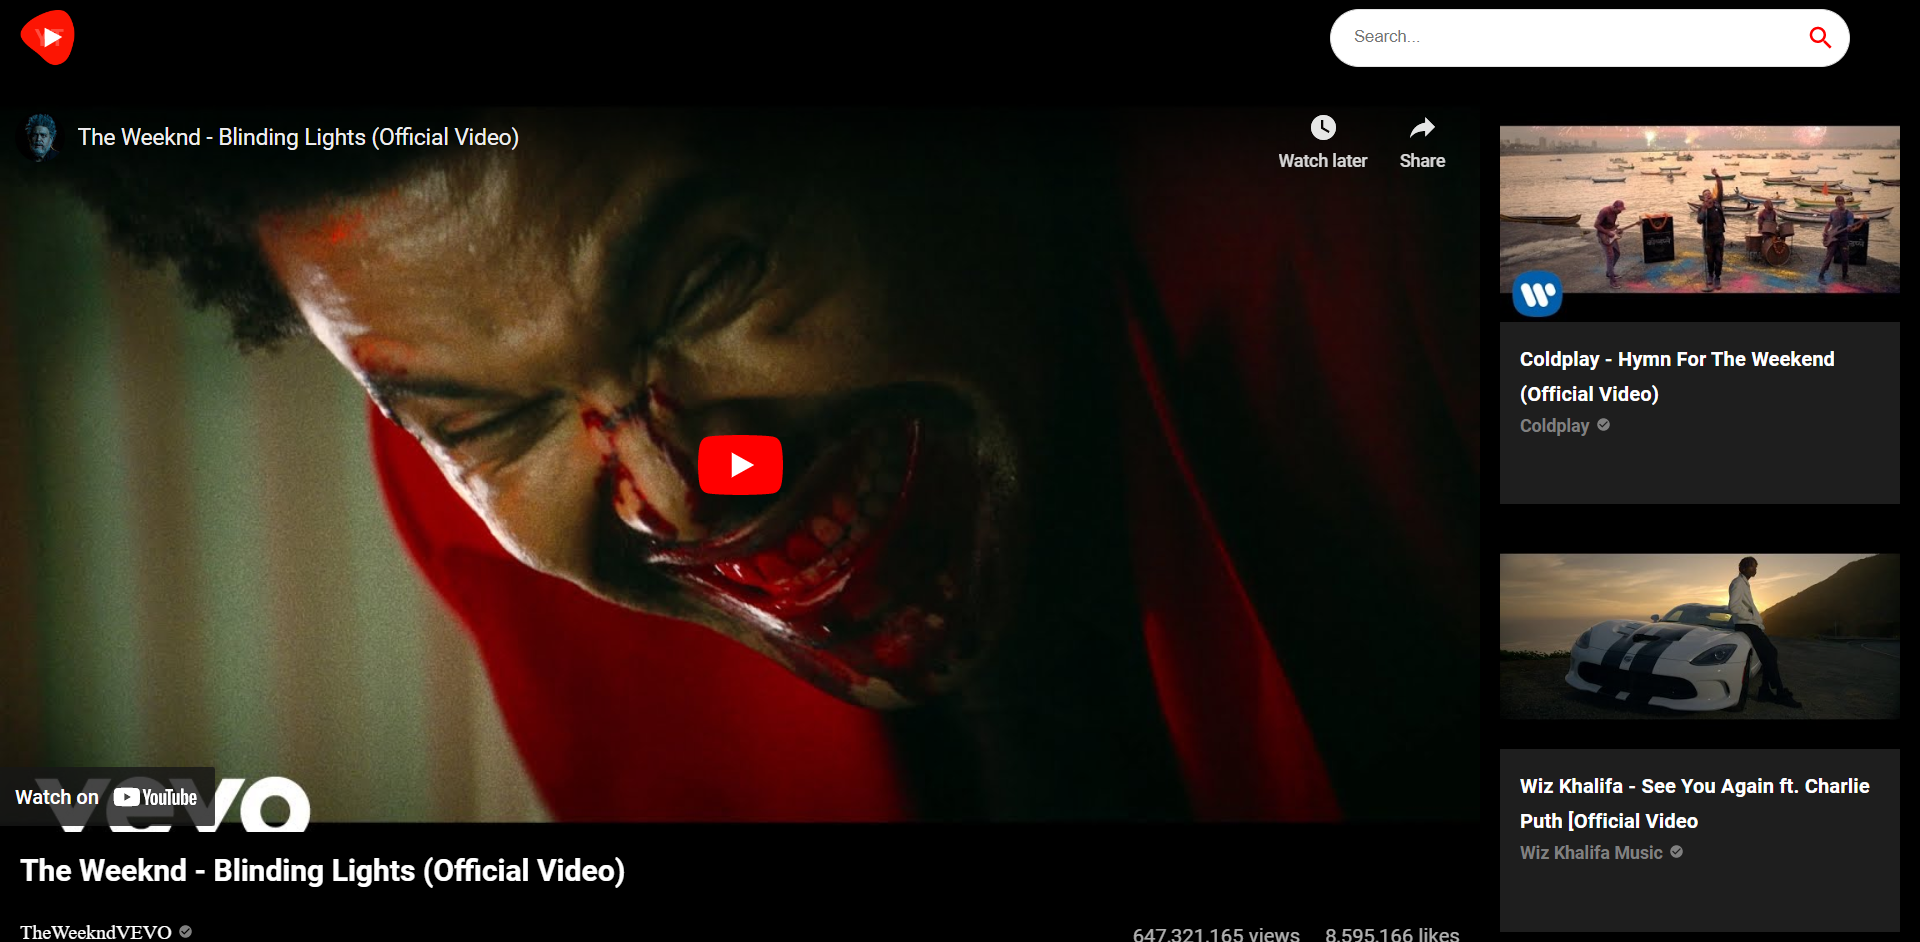 YT
Search...
The Weeknd - Blinding Lights (Official Video)
Watch later
Share
Watch on YouTube
vevo
The Weeknd - Blinding Lights (Official Video)
TheWeekndVEVO
647,321,165 views 8,595,166 likes
Coldplay - Hymn For The Weekend
(Official Video)
Coldplay
Wiz Khalifa - See You Again ft. Charlie
Puth [Official Video
Wiz Khalifa Music